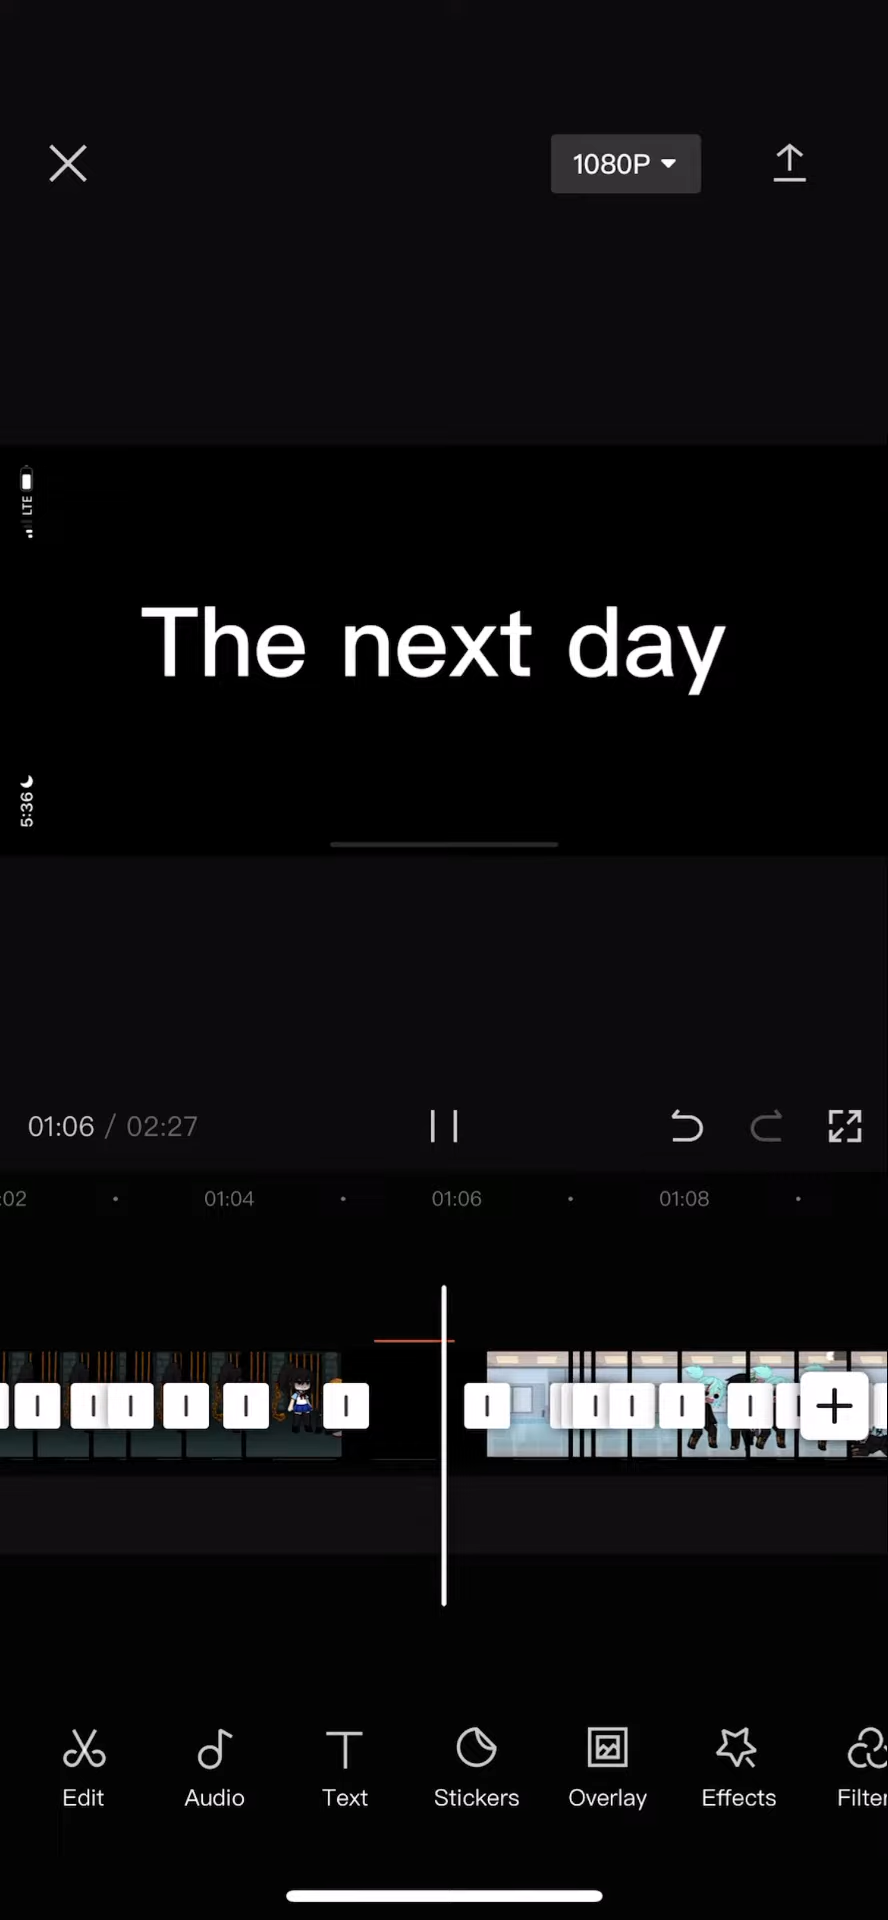 1080P
LTE
The next day
5:36
01:06 / 02:27
:02
01:04
01:06
01:08
Edit
Audio
Text
Stickers
Overlay
Effects
Filter